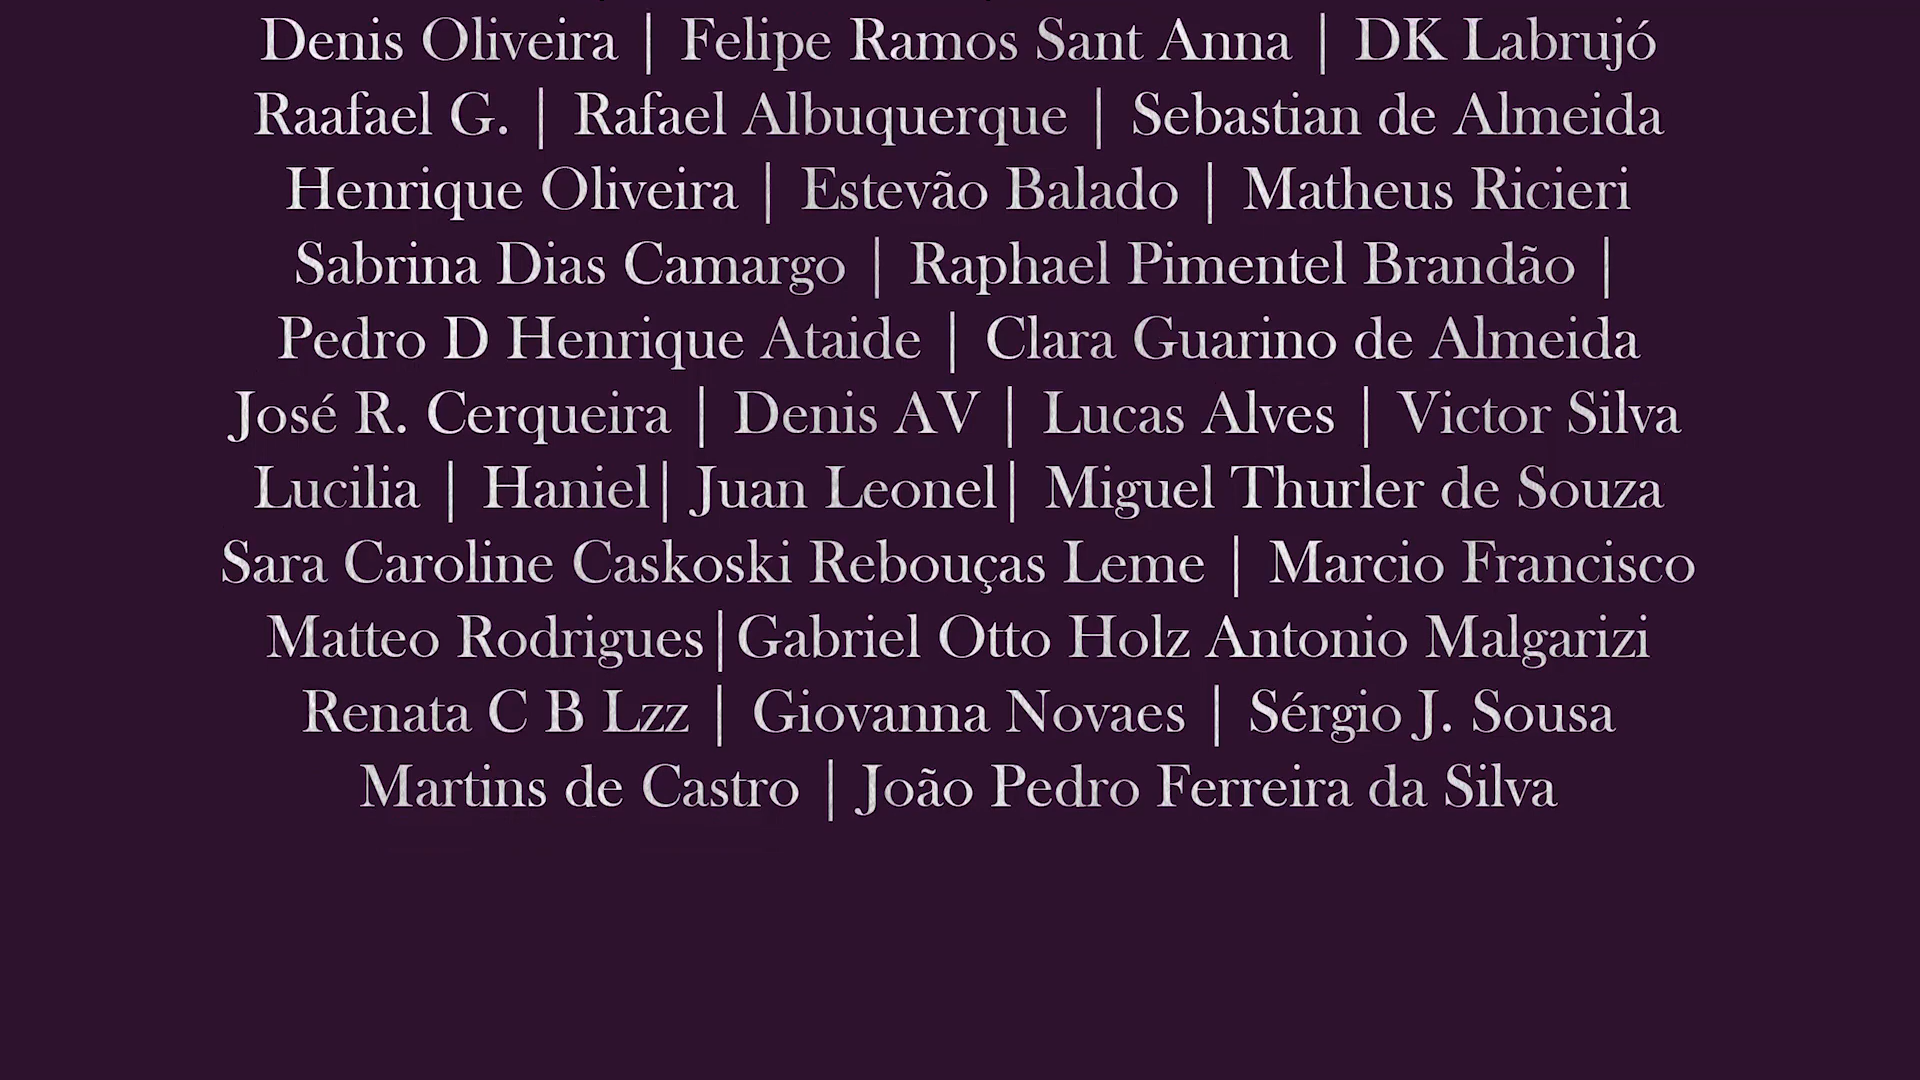 Denis Oliveira | Felipe Ramos Sant Anna | DK Labrujó
Raafael G. | Rafael Albuquerque | Sebastian de Almeida
Henrique Oliveira | Estevão Balado | Matheus Ricieri
Sabrina Dias Camargo | Raphael Pimentel Brandão |
Pedro D Henrique Ataide | Clara Guarino de Almeida
José R. Cerqueira | Denis AV | Lucas Alves | Victor Silva
Lucilia | Haniel| Juan Leonel| Miguel Thurler de Souza
Sara Caroline Caskoski Rebouças Leme | Marcio Francisco
Matteo Rodrigues|Gabriel Otto Holz Antonio Malgarizi
Renata C B Lzz | Giovanna Novaes | Sérgio J. Sousa
Martins de Castro | João Pedro Ferreira da Silva